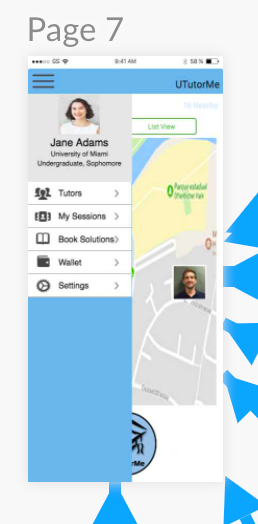 Page 7
GS 9:41 AM 58 %
UTutorMe
16 Nearby
Jane Adams
University of Miami
Undergraduate, Sophomore
List View
Tutors
My Sessions
Book Solutions
Wallet
Settings